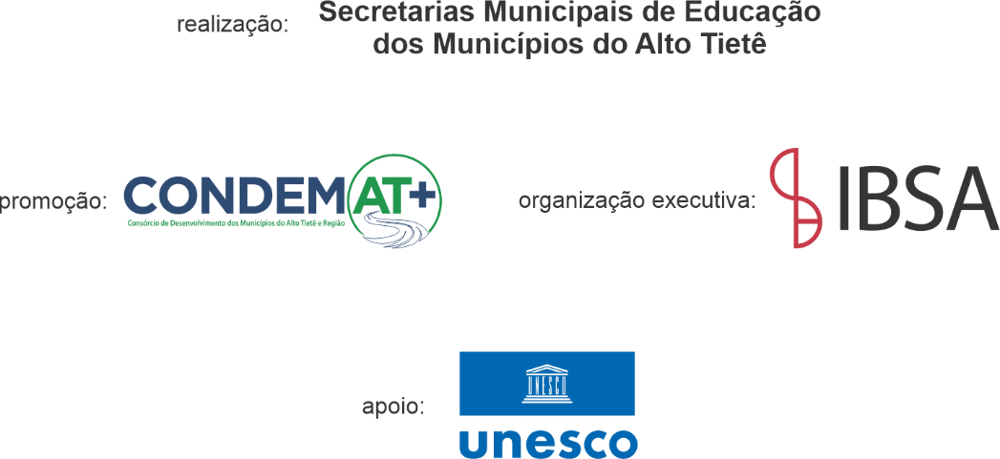 realização:
Secretarias Municipais de Educação
dos Municípios do Alto Tietê
promoção:
CONDEMAT+
Consórcio de Desenvolvimento dos Municípios do Alto Tietê e Região
organização executiva:
IBSA
apoio:
UNESCO
unesco